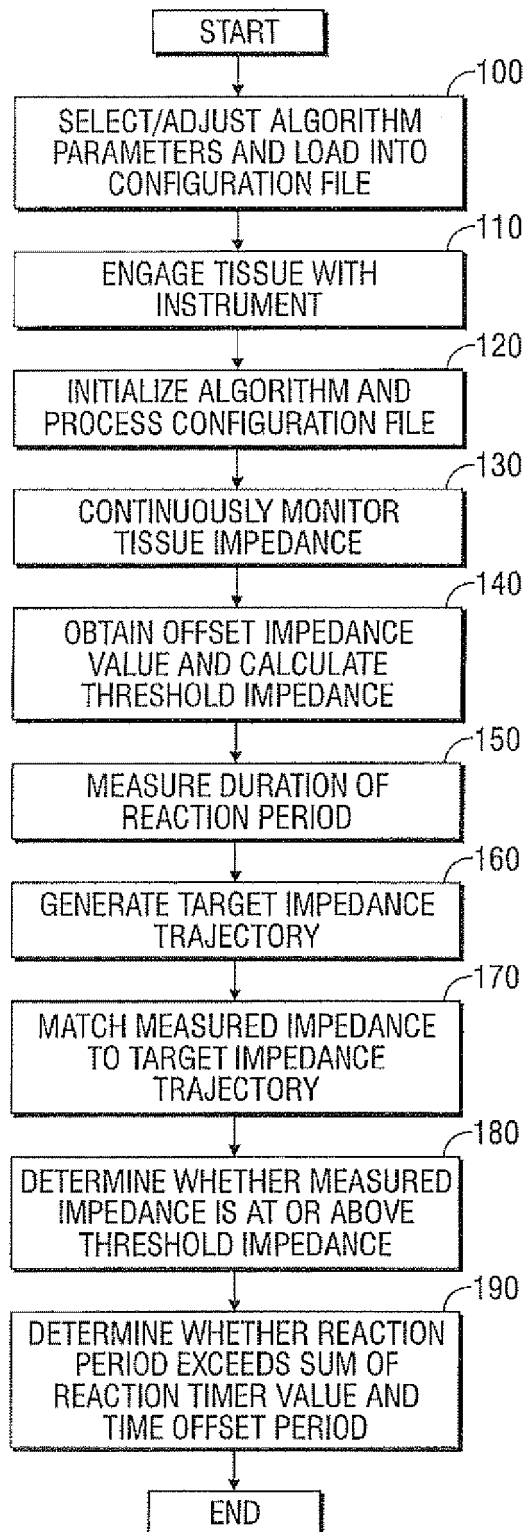 START
100
SELECT/ADJUST ALGORITHM
PARAMETERS AND LOAD INTO
CONFIGURATION FILE
110
ENGAGE TISSUE WITH
INSTRUMENT
120
INITIALIZE ALGORITHM AND
PROCESS CONFIGURATION FILE
130
CONTINUOUSLY MONITOR
TISSUE IMPEDANCE
140
OBTAIN OFFSET IMPEDANCE
VALUE AND CALCULATE
THRESHOLD IMPEDANCE
150
MEASURE DURATION OF
REACTION PERIOD
160
GENERATE TARGET IMPEDANCE
TRAJECTORY
170
MATCH MEASURED IMPEDANCE
TO TARGET IMPEDANCE
TRAJECTORY
180
DETERMINE WHETHER MEASURED
IMPEDANCE IS AT OR ABOVE
THRESHOLD IMPEDANCE
190
DETERMINE WHETHER REACTION
PERIOD EXCEEDS SUM OF
REACTION TIMER VALUE AND
TIME OFFSET PERIOD
END